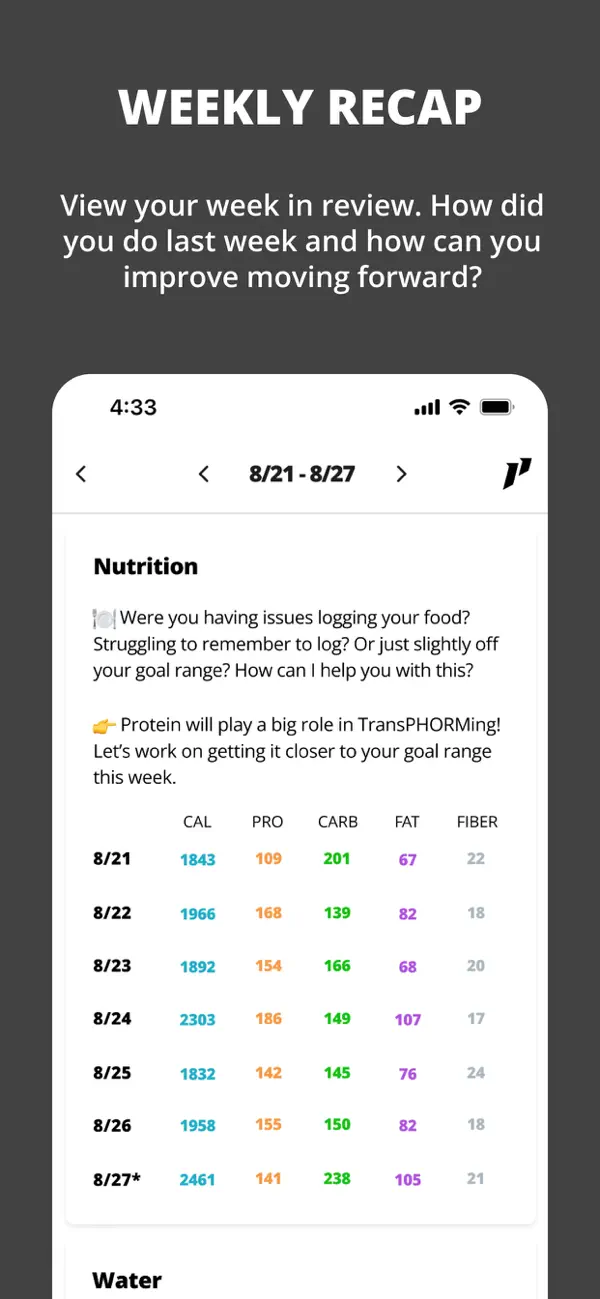 WEEKLY RECAP
View your week in review. How did
you do last week and how can you
improve moving forward?
4:33
8/21 - 8/27
Nutrition
🍽️ Were you having issues logging your food?
Struggling to remember to log? Or just slightly off
your goal range? How can I help you with this?
👉 Protein will play a big role in TransPHORMing!
Let's work on getting it closer to your goal range
this week.
CAL PRO CARB FAT FIBER
8/21 1843 109 201 67 22
8/22 1966 168 139 82 18
8/23 1892 154 166 68 20
8/24 2303 186 149 107 17
8/25 1832 142 145 76 24
8/26 1958 155 150 82 18
8/27* 2461 141 238 105 21
Water